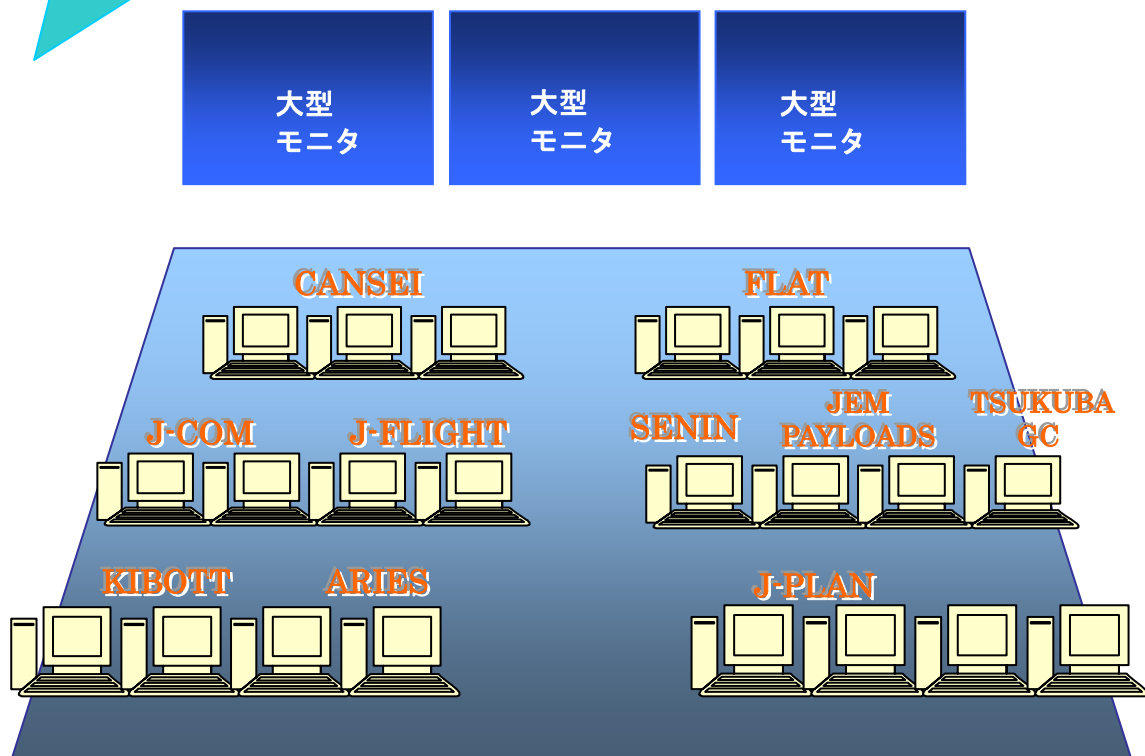 大型
モニタ
大型
モニタ
大型
モニタ
CANSEI
FLAT
J-COM
J-FLIGHT
SENIN
JEM
PAYLOADS
TSUKUBA
GC
KIBOTT
ARIES
J-PLAN